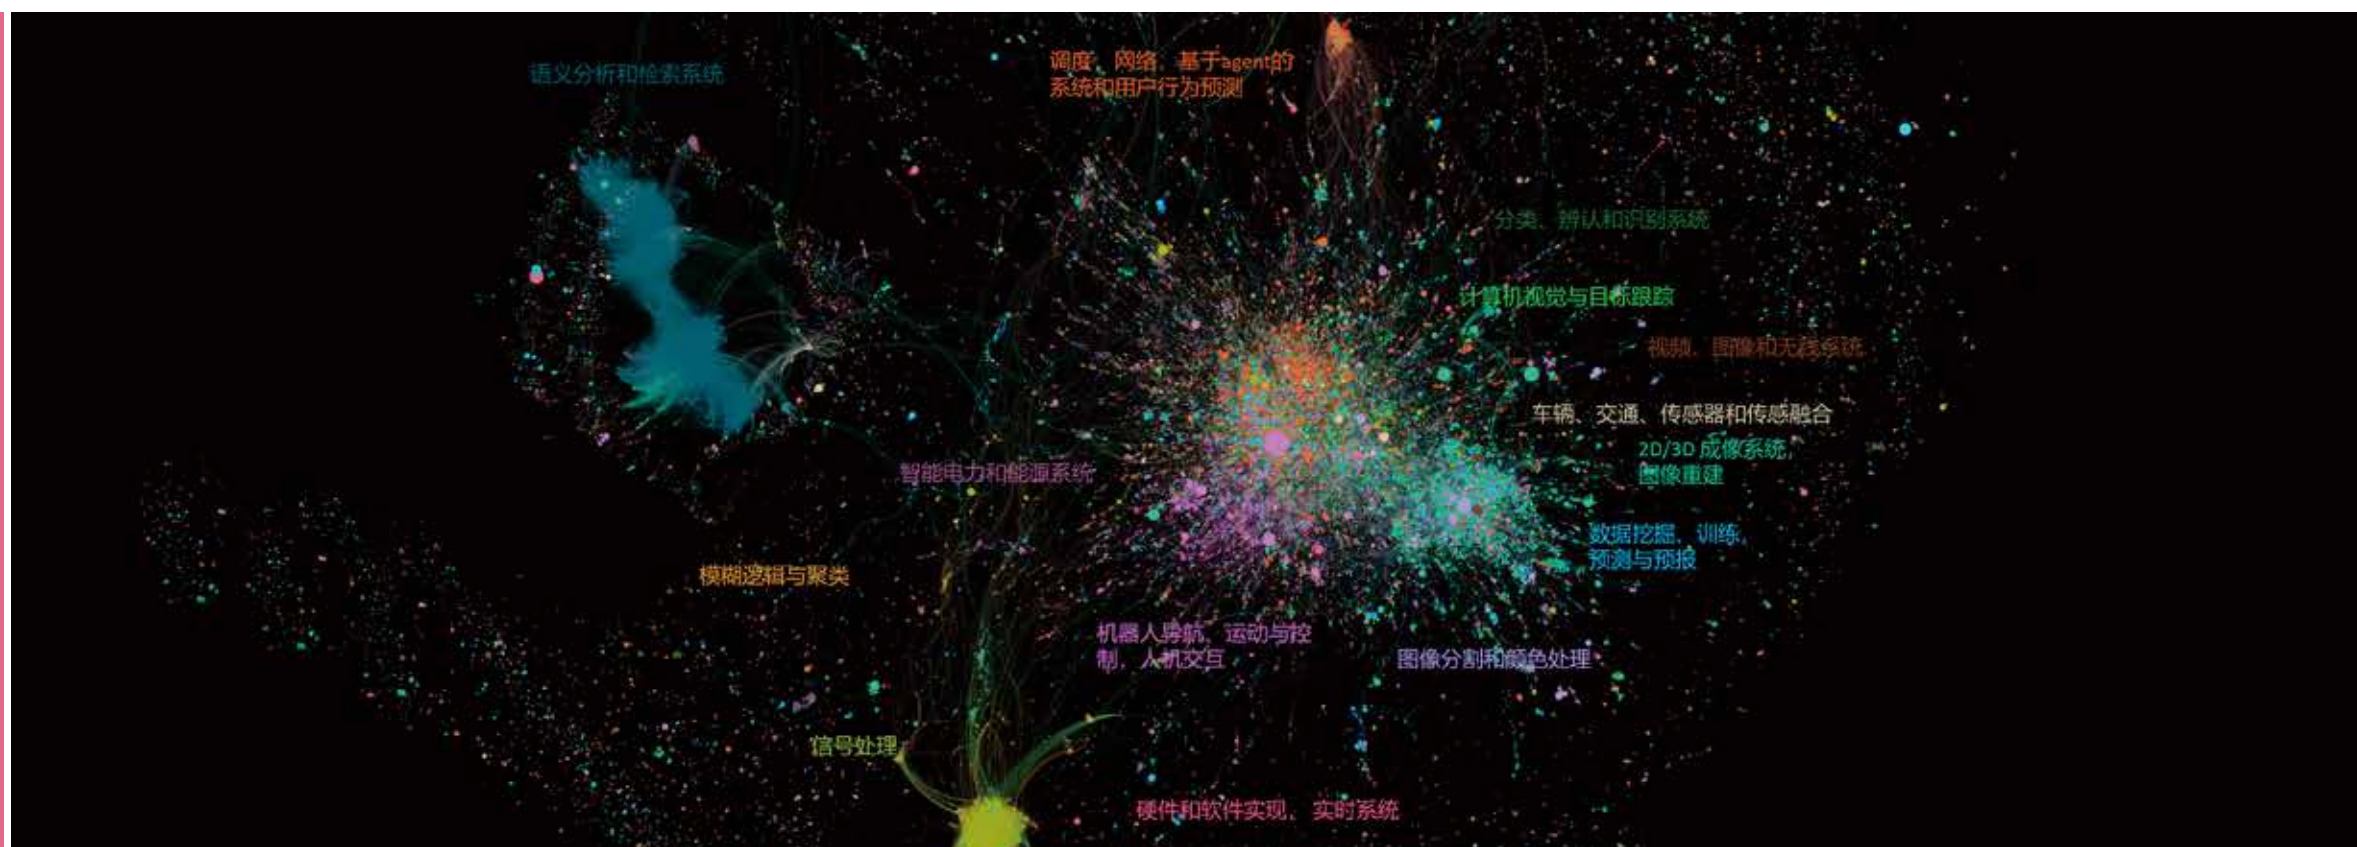 语义分析和检索系统
调度、网络、基于agent的
系统和用户行为预测
分类、辨认和识别系统
计算机视觉与目标跟踪
视频、图像和无线系统
车辆、交通、传感器和传感融合
2D/3D 成像系统,
图像重建
智能电力和能源系统
数据挖掘、训练,
预测与预报
模糊逻辑与聚类
机器人导航、运动与控
制,人机交互
图像分割和颜色处理
信号处理
硬件和软件实现、实时系统